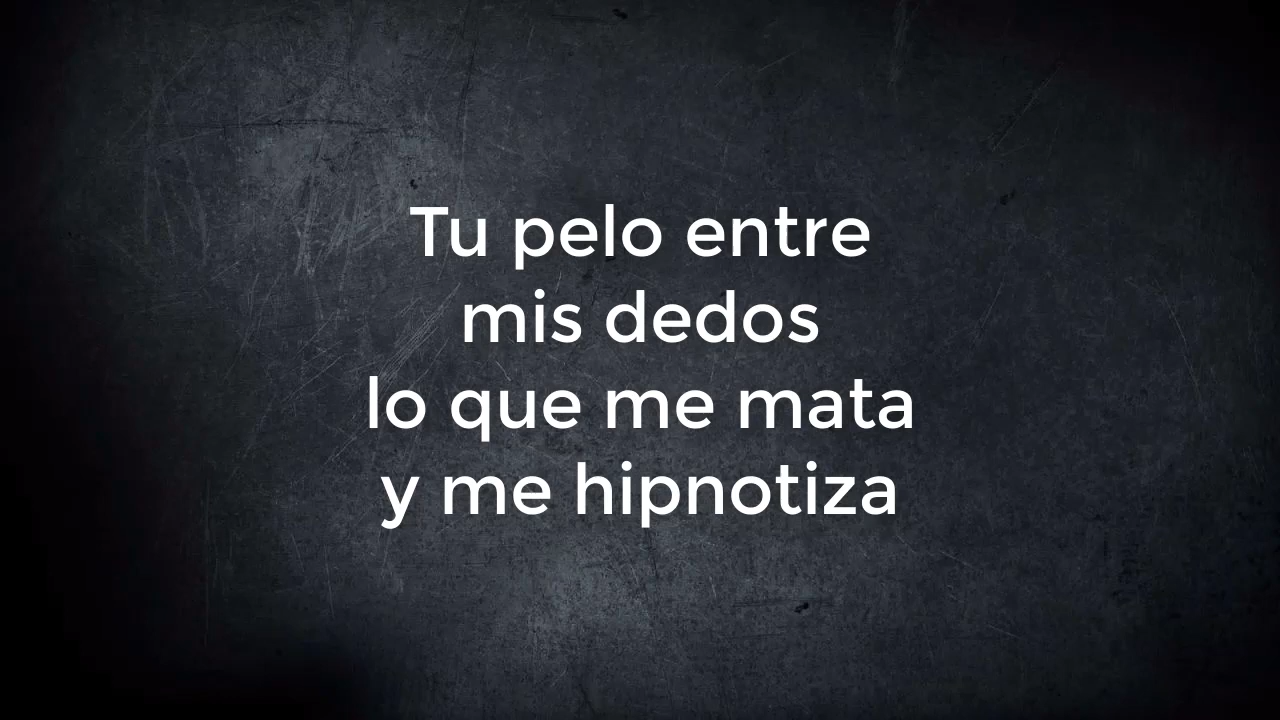 Tu pelo entre
mis dedos
lo que me mata
y me hipnotiza